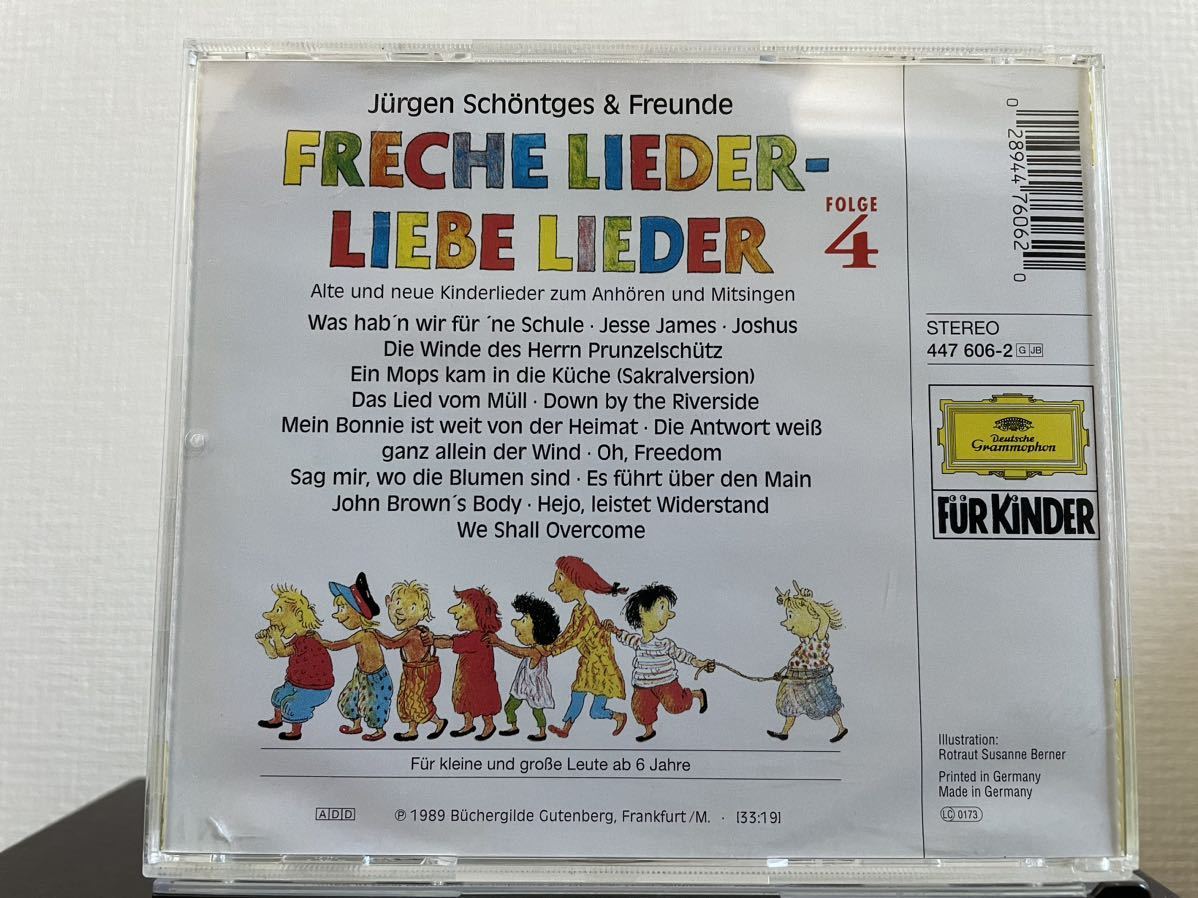 Jürgen Schöntges & Freunde
FRECHE LIEDER-
LIEBE LIEDER
FOLGE
4
Alte und neue Kinderlieder zum Anhören und Mitsingen
Was hab´n wir für ´ne Schule · Jesse James · Joshus
Die Winde des Herrn Prunzelschütz
Ein Mops kam in die Küche (Sakralversion)
Das Lied vom Müll · Down by the Riverside
Mein Bonnie ist weit von der Heimat · Die Antwort weiß
ganz allein der Wind · Oh, Freedom
Sag mir, wo die Blumen sind · Es führt über den Main
John Brown´s Body · Hejo, leistet Widerstand
We Shall Overcome
Für kleine und große Leute ab 6 Jahre
ADD
℗ 1989 Büchergilde Gutenberg, Frankfurt/M. · [33:19]
0 28944 76062 0
STEREO
447 606-2 G JB
Deutsche
Grammophon
FÜR KINDER
Illustration:
Rotraut Susanne Berner
Printed in Germany
Made in Germany
LC 0173